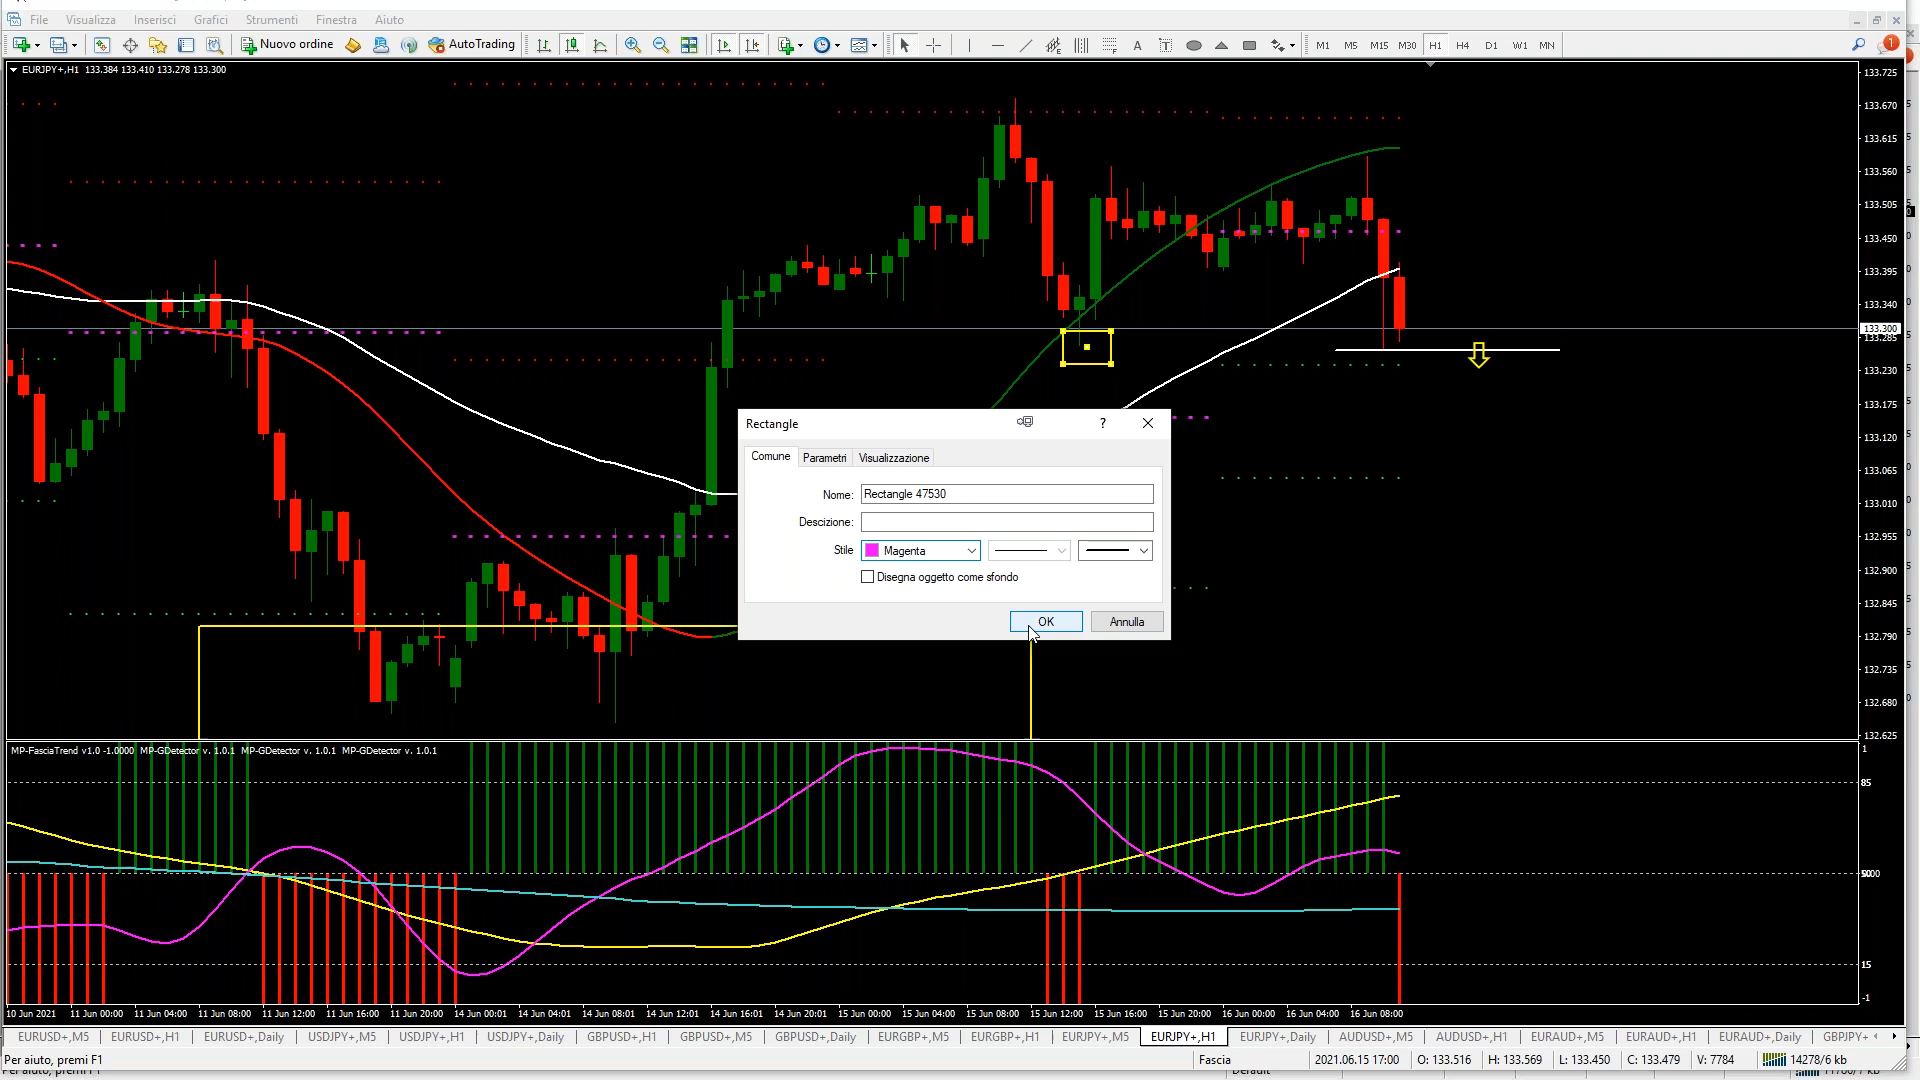 File Visualizza Inserisci Grafici Strumenti Finestra Aiuto
Nuovo ordine AutoTrading A T M1 M5 M15 M30 H1 H4 D1 W1 MN 1
EURJPY+,H1 133.384 133.410 133.278 133.300
133.725
133.670
133.615
133.560
133.505
133.450
133.395
133.340
133.300
133.285
133.230
133.175
133.120
133.065
133.010
132.955
132.900
132.845
132.790
132.735
132.680
132.625
Rectangle ?
Comune Parametri Visualizzazione
Nome: Rectangle 47530
Descizione:
Stile Magenta
Disegna oggetto come sfondo
OK Annulla
MP-FasciaTrend v1.0 -1.0000 MP-GDetector v. 1.0.1 MP-GDetector v. 1.0.1 MP-GDetector v. 1.0.1
1
85
15
-1
10 Jun 2021 11 Jun 00:00 11 Jun 04:00 11 Jun 08:00 11 Jun 12:00 11 Jun 16:00 11 Jun 20:00 14 Jun 00:01 14 Jun 04:01 14 Jun 08:01 14 Jun 12:01 14 Jun 16:01 14 Jun 20:01 15 Jun 00:00 15 Jun 04:00 15 Jun 08:00 15 Jun 12:00 15 Jun 16:00 15 Jun 20:00 16 Jun 00:00 16 Jun 04:00 16 Jun 08:00
EURUSD+,M5 EURUSD+,H1 EURUSD+,Daily USDJPY+,M5 USDJPY+,H1 USDJPY+,Daily GBPUSD+,H1 GBPUSD+,M5 GBPUSD+,Daily EURGBP+,M5 EURGBP+,H1 EURJPY+,M5 EURJPY+,H1 EURJPY+,Daily AUDUSD+,M5 AUDUSD+,H1 EURAUD+,M5 EURAUD+,H1 EURAUD+,Daily GBPJPY+
Per aiuto, premi F1 Fascia 2021.06.15 17:00 O: 133.516 H: 133.569 L: 133.450 C: 133.479 V: 7784 14278/6 kb